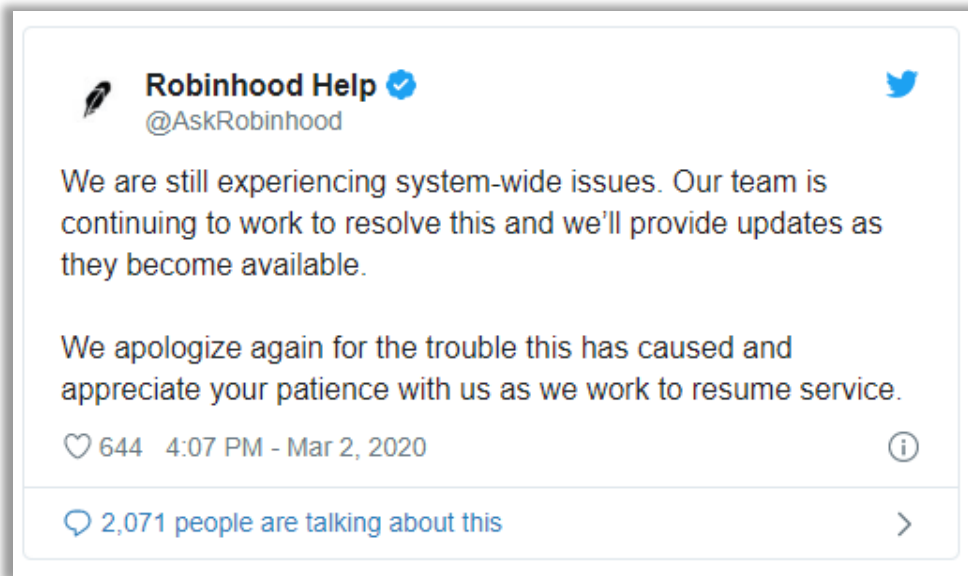 Robinhood Help
@AskRobinhood
We are still experiencing system-wide issues. Our team is
continuing to work to resolve this and we’ll provide updates as
they become available.
We apologize again for the trouble this has caused and
appreciate your patience with us as we work to resume service.
644 4:07 PM - Mar 2, 2020
2,071 people are talking about this